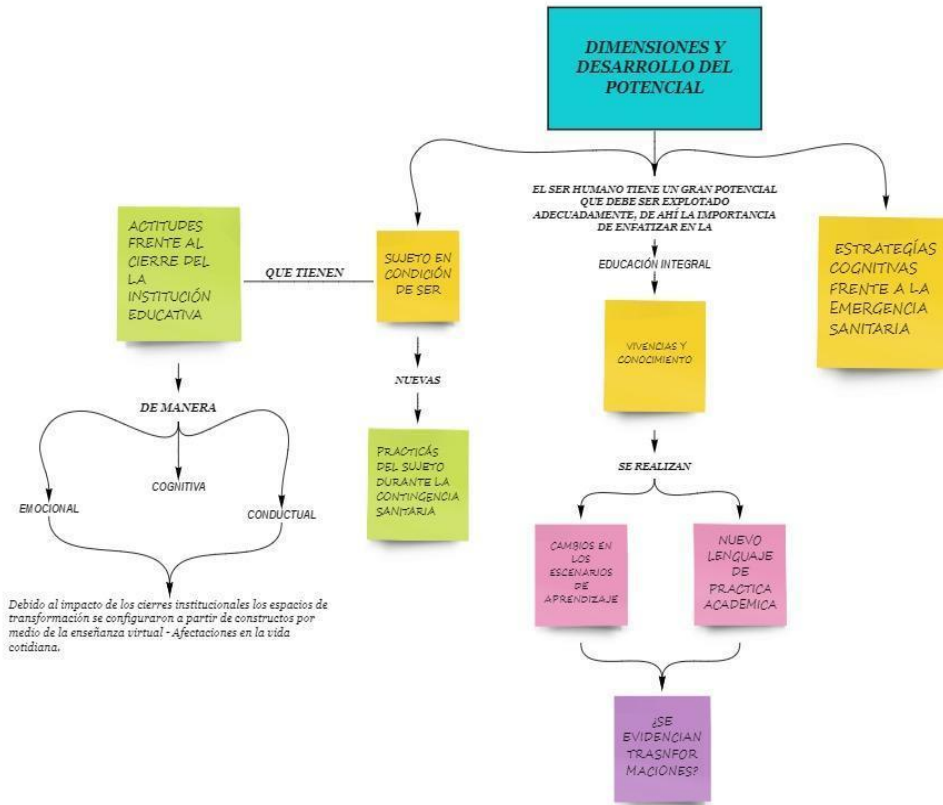 DIMENSIONES Y
DESARROLLO DEL
POTENCIAL
EL SER HUMANO TIENE UN GRAN POTENCIAL
QUE DEBE SER EXPLOTADO
ADECUADAMENTE, DE AHÍ LA IMPORTANCIA
DE ENFATIZAR EN LA
EDUCACIÓN INTEGRAL
ACTITUDES
FRENTE AL
CIERRE DEL
LA
INSTITUCIÓN
EDUCATIVA
QUE TIENEN
SUJETO EN
CONDICIÓN
DE SER
ESTRATEGÍAS
COGNITIVAS
FRENTE A LA
EMERGENCIA
SANITARIA
VIVENCIAS Y
CONOCIMIENTO
NUEVAS
DE MANERA
EMOCIONAL
COGNITIVA
CONDUCTUAL
PRACTICÁS
DEL SUJETO
DURANTE LA
CONTINGENCIA
SANITARIA
SE REALIZAN
CAMBIOS EN
LOS
ESCENARIOS
DE
APRENDIZAJE
NUEVO
LENGUAJE
DE
PRACTICA
ACADEMICA
Debido al impacto de los cierres institucionales los espacios de
transformación se configuraron a partir de constructos por
medio de la enseñanza virtual - Afectaciones en la vida
cotidiana.
¿SE
EVIDENCIAN
TRASNFOR
MACIONES?